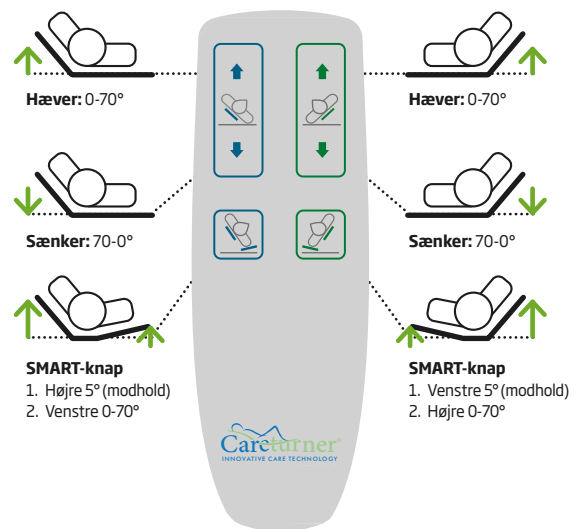 Hæver: 0-70°
Hæver: 0-70°
Sænker: 70-0°
Sænker: 70-0°
SMART-knap
1. Højre 5° (modhold)
2. Venstre 0-70°
SMART-knap
1. Venstre 5° (modhold)
2. Højre 0-70°
Careturner®
INNOVATIVE CARE TECHNOLOGY